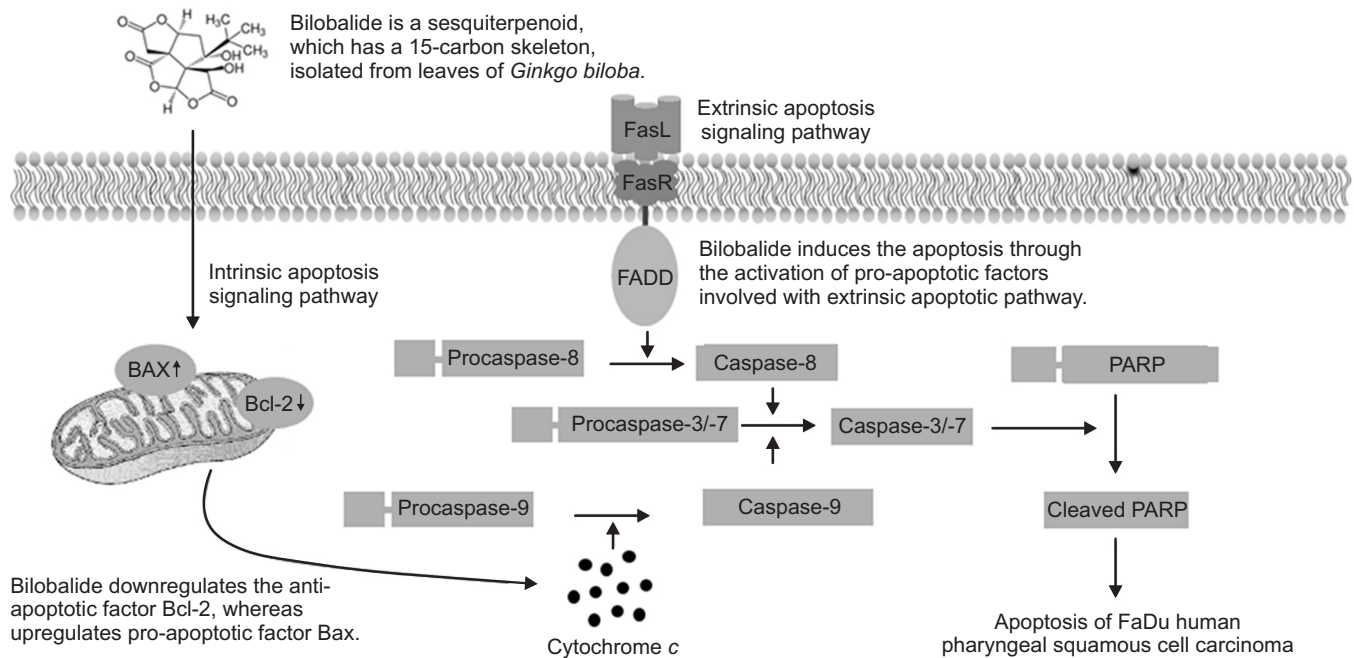 Bilobalide is a sesquiterpenoid,
which has a 15-carbon skeleton,
isolated from leaves of Ginkgo biloba.
O
O
H
H₃C
CH₃
CH₃
OH
OH
O
O
O
H
O
O
Extrinsic apoptosis
signaling pathway
FasL
FasR
FADD
Bilobalide induces the apoptosis through
the activation of pro-apoptotic factors
involved with extrinsic apoptotic pathway.
Intrinsic apoptosis
signaling pathway
BAX↑
Bcl-2↓
Procaspase-8
Caspase-8
PARP
Procaspase-3/-7
Caspase-3/-7
Procaspase-9
Caspase-9
Cleaved PARP
Bilobalide downregulates the anti-
apoptotic factor Bcl-2, whereas
upregulates pro-apoptotic factor Bax.
Cytochrome c
Apoptosis of FaDu human
pharyngeal squamous cell carcinoma